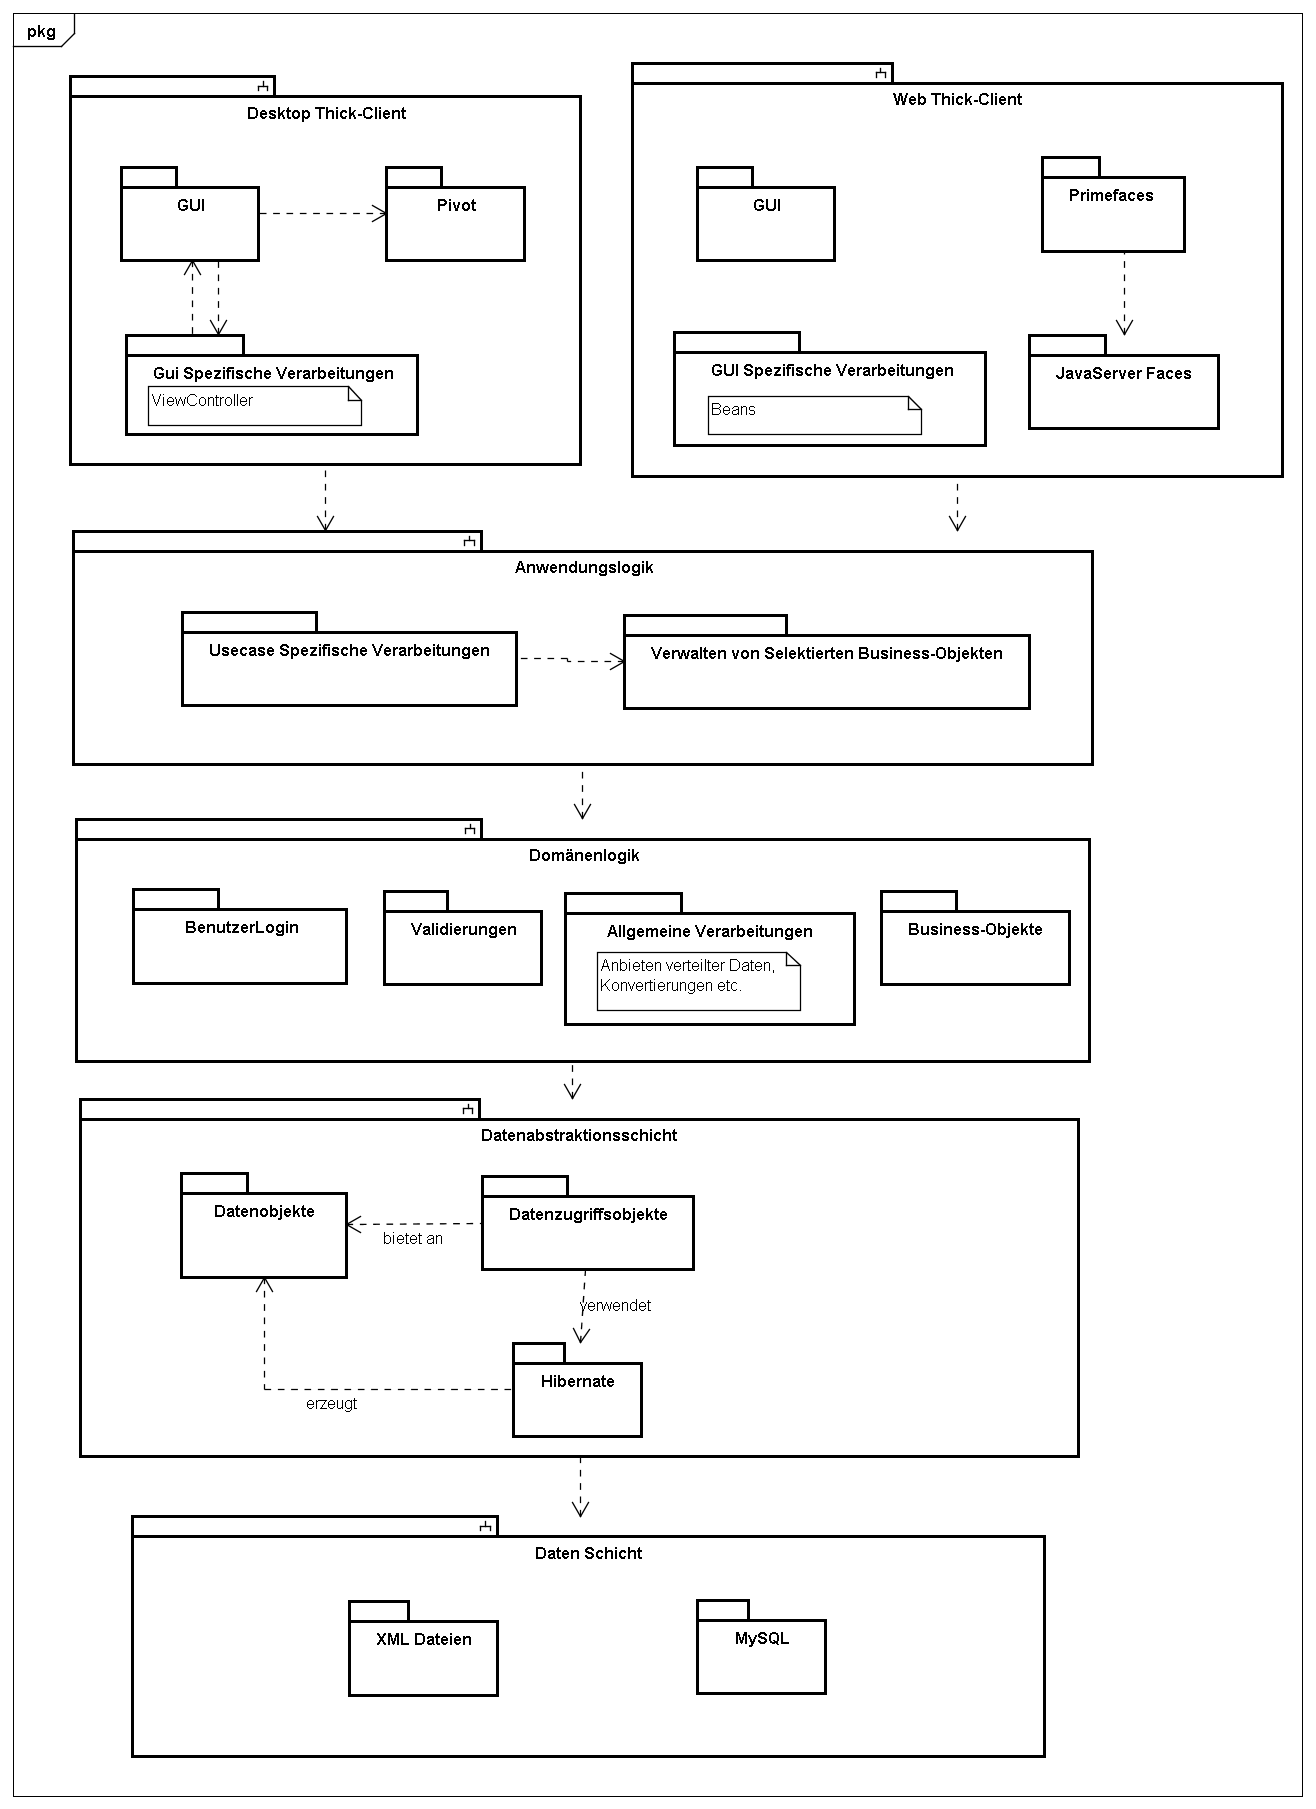 pkg
Desktop Thick-Client
GUI
Pivot
Gui Spezifische Verarbeitungen
ViewController
Web Thick-Client
GUI
Primefaces
GUI Spezifische Verarbeitungen
Beans
JavaServer Faces
Anwendungslogik
Usecase Spezifische Verarbeitungen
Verwalten von Selektierten Business-Objekten
Domänenlogik
BenutzerLogin
Validierungen
Allgemeine Verarbeitungen
Anbieten verteilter Daten,
Konvertierungen etc.
Business-Objekte
Datenabstraktionsschicht
Datenobjekte
Datenzugriffsobjekte
bietet an
verwendet
Hibernate
erzeugt
Daten Schicht
XML Dateien
MySQL